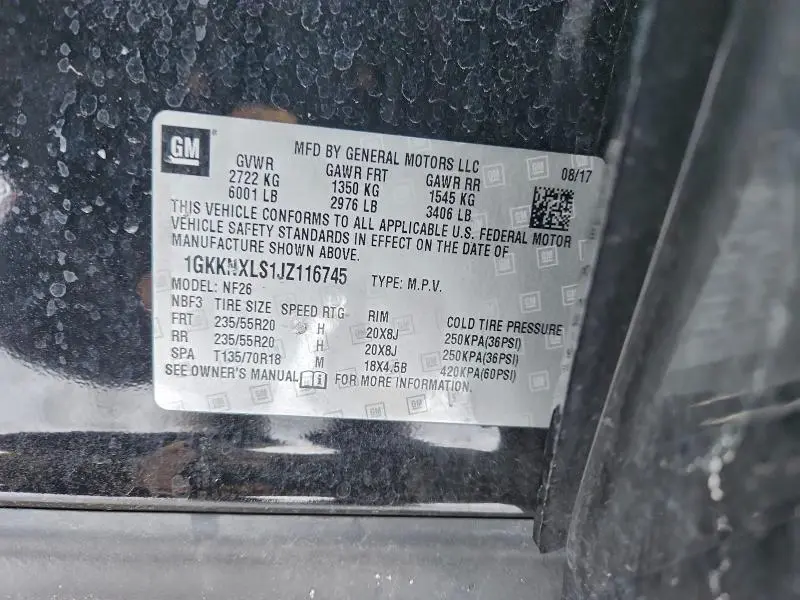 GM
MFD BY GENERAL MOTORS LLC
08/17
GVWR GAWR FRT GAWR RR
2722 KG 1350 KG 1545 KG
6001 LB 2976 LB 3406 LB
THIS VEHICLE CONFORMS TO ALL APPLICABLE U.S. FEDERAL MOTOR
VEHICLE SAFETY STANDARDS IN EFFECT ON THE DATE OF
MANUFACTURE SHOWN ABOVE.
1GKKNXLS1JZ116745 TYPE: M.P.V.
MODEL: NF26
NBF3 TIRE SIZE SPEED RTG RIM COLD TIRE PRESSURE
FRT 235/55R20 H 20X8J 250KPA(36PSI)
RR 235/55R20 H 20X8J 250KPA(36PSI)
SPA T135/70R18 M 18X4.5B 420KPA(60PSI)
SEE OWNER'S MANUAL FOR MORE INFORMATION.